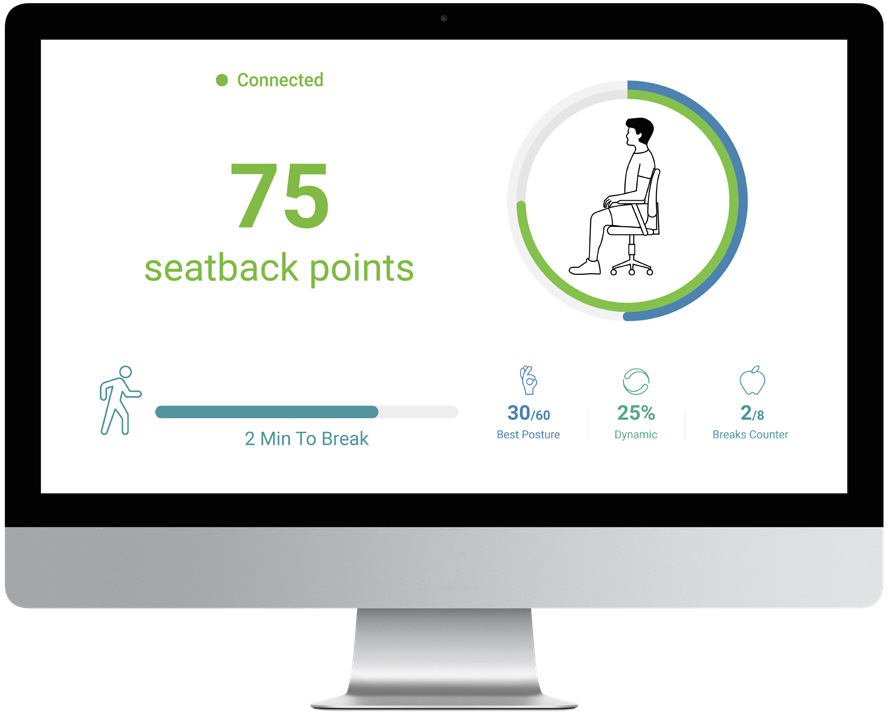 Connected
75
seatback points
2 Min To Break
30/60
Best Posture
25%
Dynamic
2/8
Breaks Counter